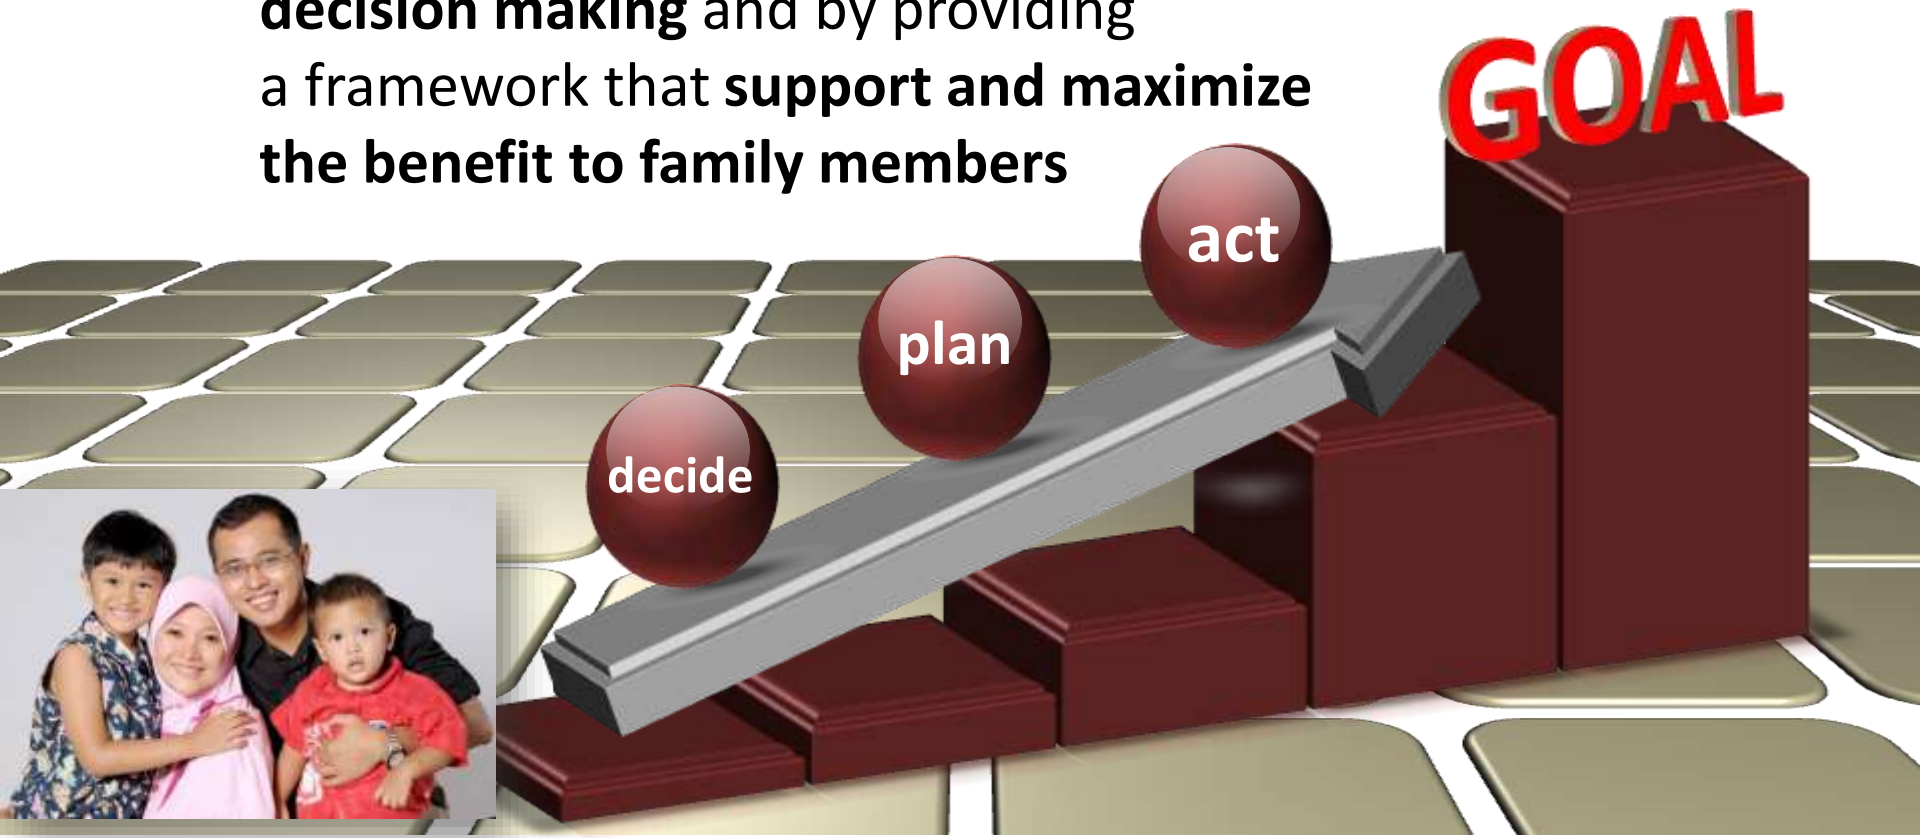 decision making and by providing
a framework that support and maximize
the benefit to family members
GOAL
act
plan
decide